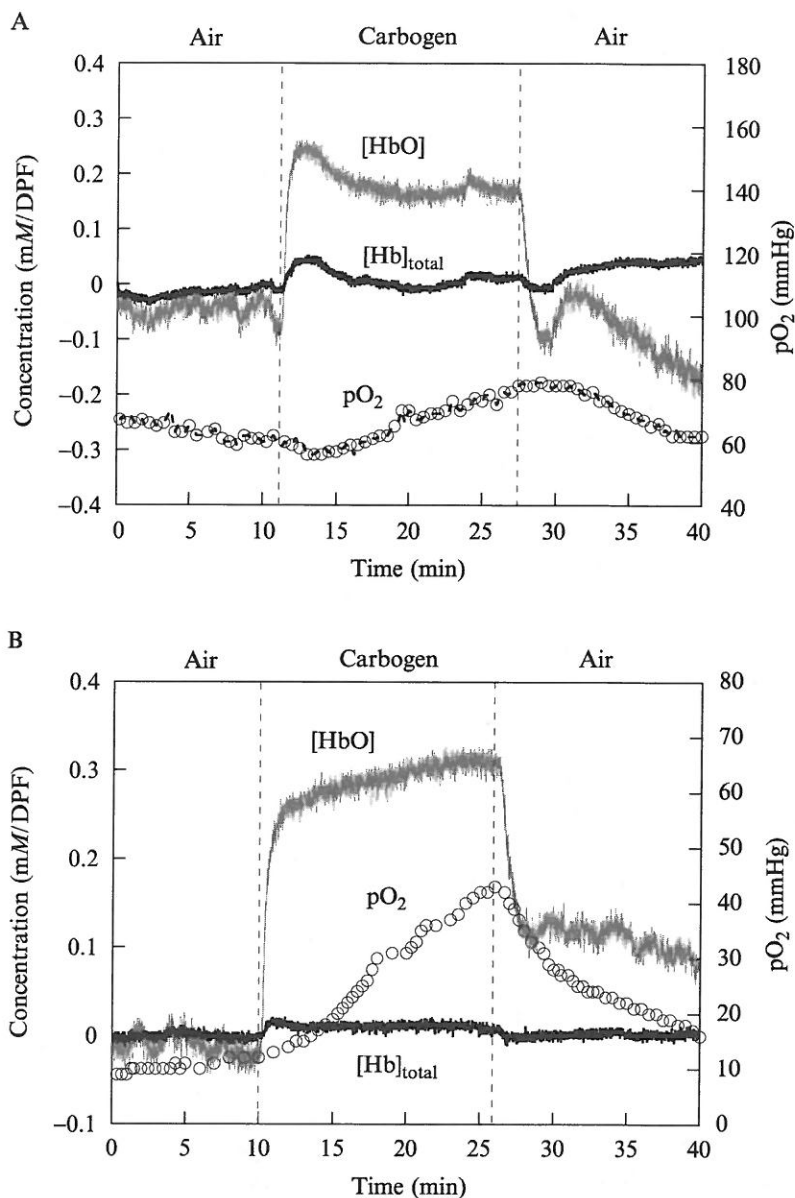 A
Air Carbogen Air
0.4 180
0.3 160
0.2 [HbO] 140
0.1 [Hb]total 120
0
−0.1 100
−0.2 pO2 80
−0.3 60
−0.4 40
0 5 10 15 20 25 30 35 40
Time (min)
Concentration (mM/DPF)
pO2 (mmHg)
B
Air Carbogen Air
0.4 80
[HbO] 70
0.3 60
50
0.2 pO2 40
0.1 30
20
0
[Hb]total 10
−0.1 0
0 5 10 15 20 25 30 35 40
Time (min)
Concentration (mM/DPF)
pO2 (mmHg)